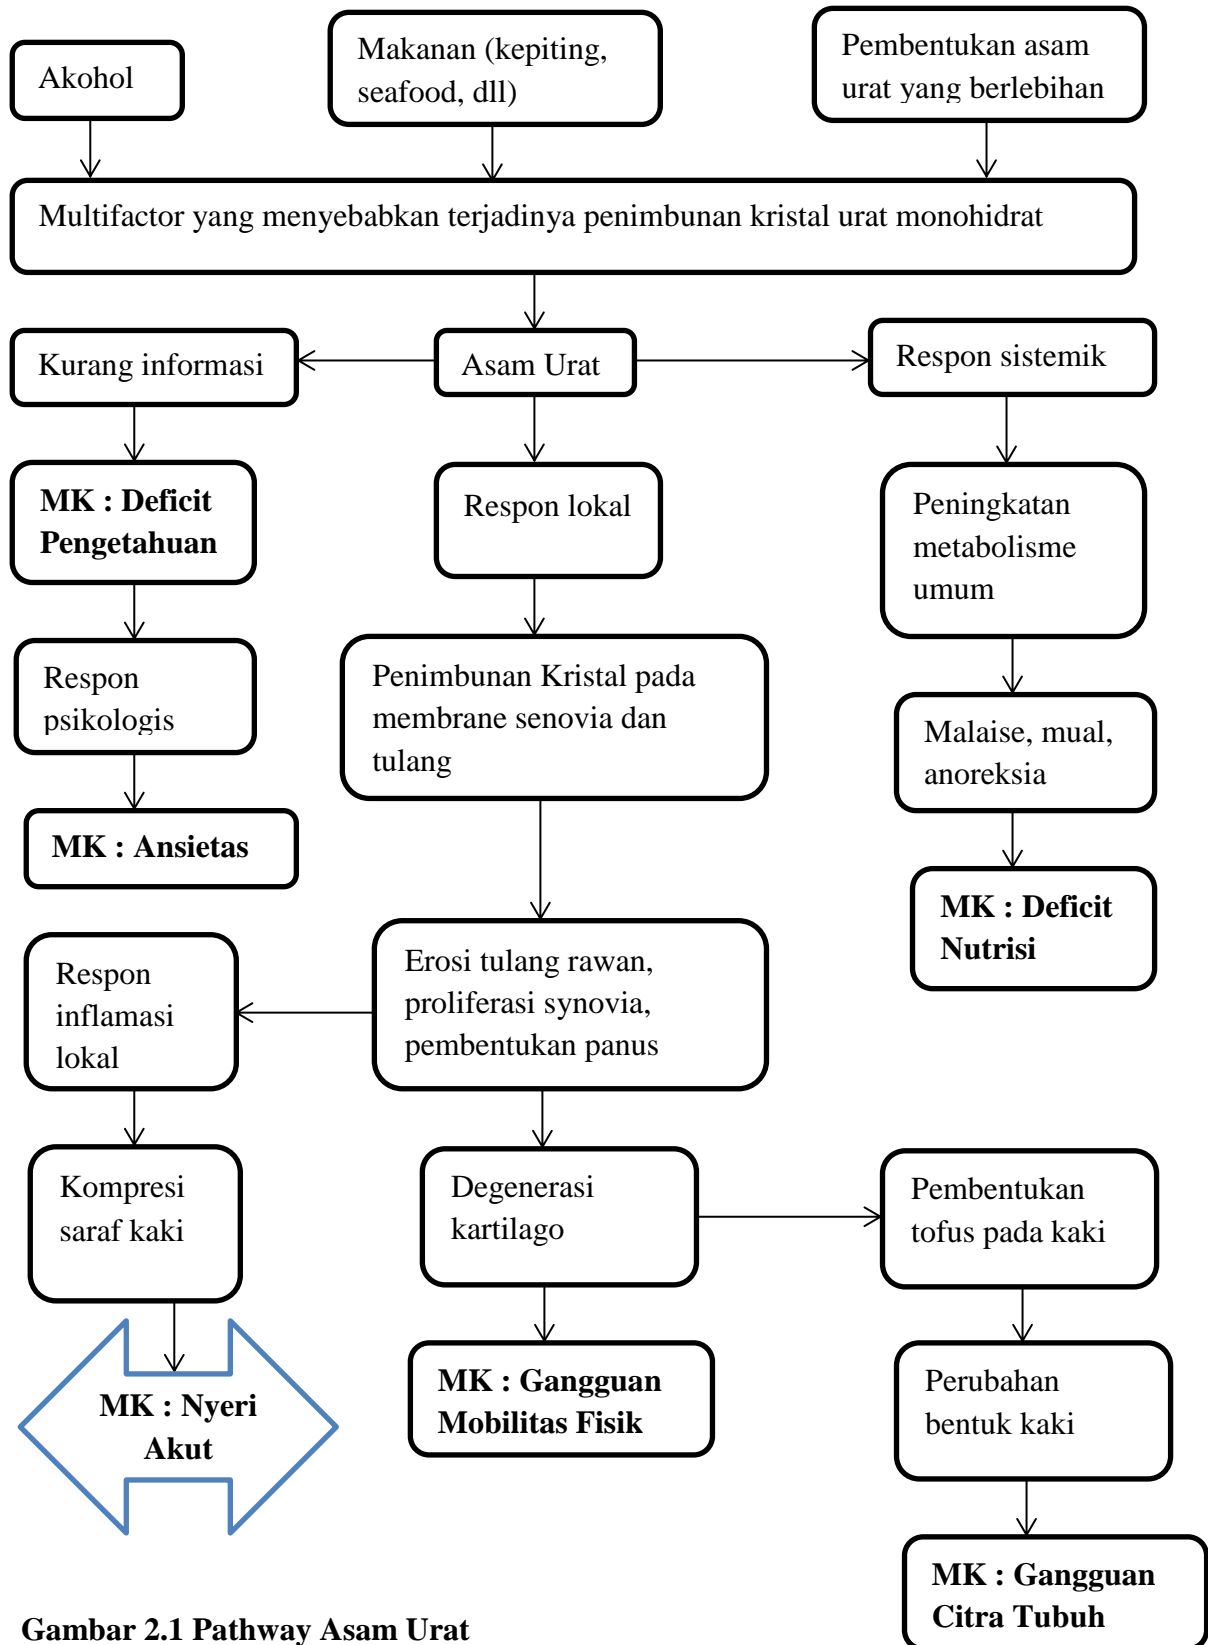 Akohol
Makanan (kepiting,
seafood, dll)
Pembentukan asam
urat yang berlebihan
Multifactor yang menyebabkan terjadinya penimbunan kristal urat monohidrat
Kurang informasi
Asam Urat
Respon sistemik
MK : Deficit
Pengetahuan
Respon lokal
Peningkatan
metabolisme
umum
Respon
psikologis
Penimbunan Kristal pada
membrane senovia dan
tulang
Malaise, mual,
anoreksia
MK : Ansietas
MK : Deficit
Nutrisi
Respon
inflamasi
lokal
Erosi tulang rawan,
proliferasi synovia,
pembentukan panus
Kompresi
saraf kaki
Degenerasi
kartilago
Pembentukan
tofus pada kaki
MK : Nyeri
Akut
MK : Gangguan
Mobilitas Fisik
Perubahan
bentuk kaki
MK : Gangguan
Citra Tubuh
Gambar 2.1 Pathway Asam Urat